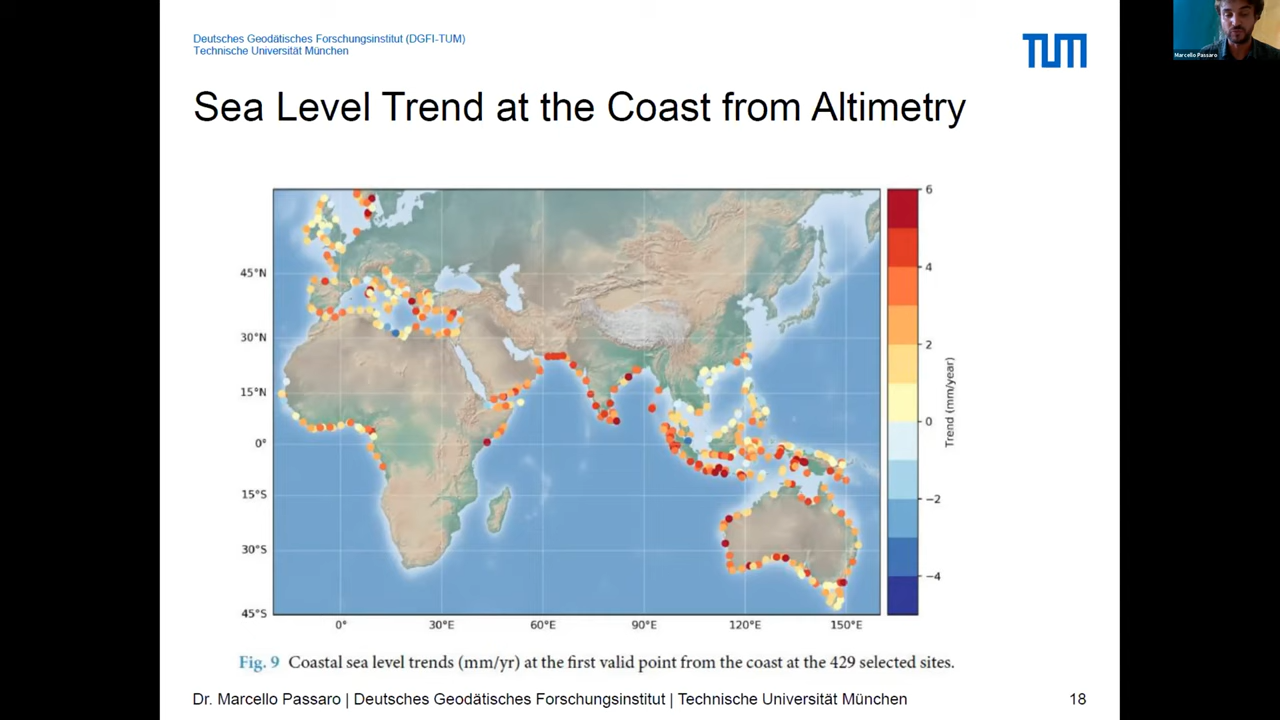 Deutsches Geodätisches Forschungsinstitut (DGFI-TUM)
Technische Universität München
TUM
Marcello Passaro
Sea Level Trend at the Coast from Altimetry
45°N
30°N
15°N
0°
15°S
30°S
45°S
0°
30°E
60°E
90°E
120°E
150°E
6
4
2
0
−2
−4
Trend (mm/year)
Fig. 9 Coastal sea level trends (mm/yr) at the first valid point from the coast at the 429 selected sites.
Dr. Marcello Passaro | Deutsches Geodätisches Forschungsinstitut | Technische Universität München
18